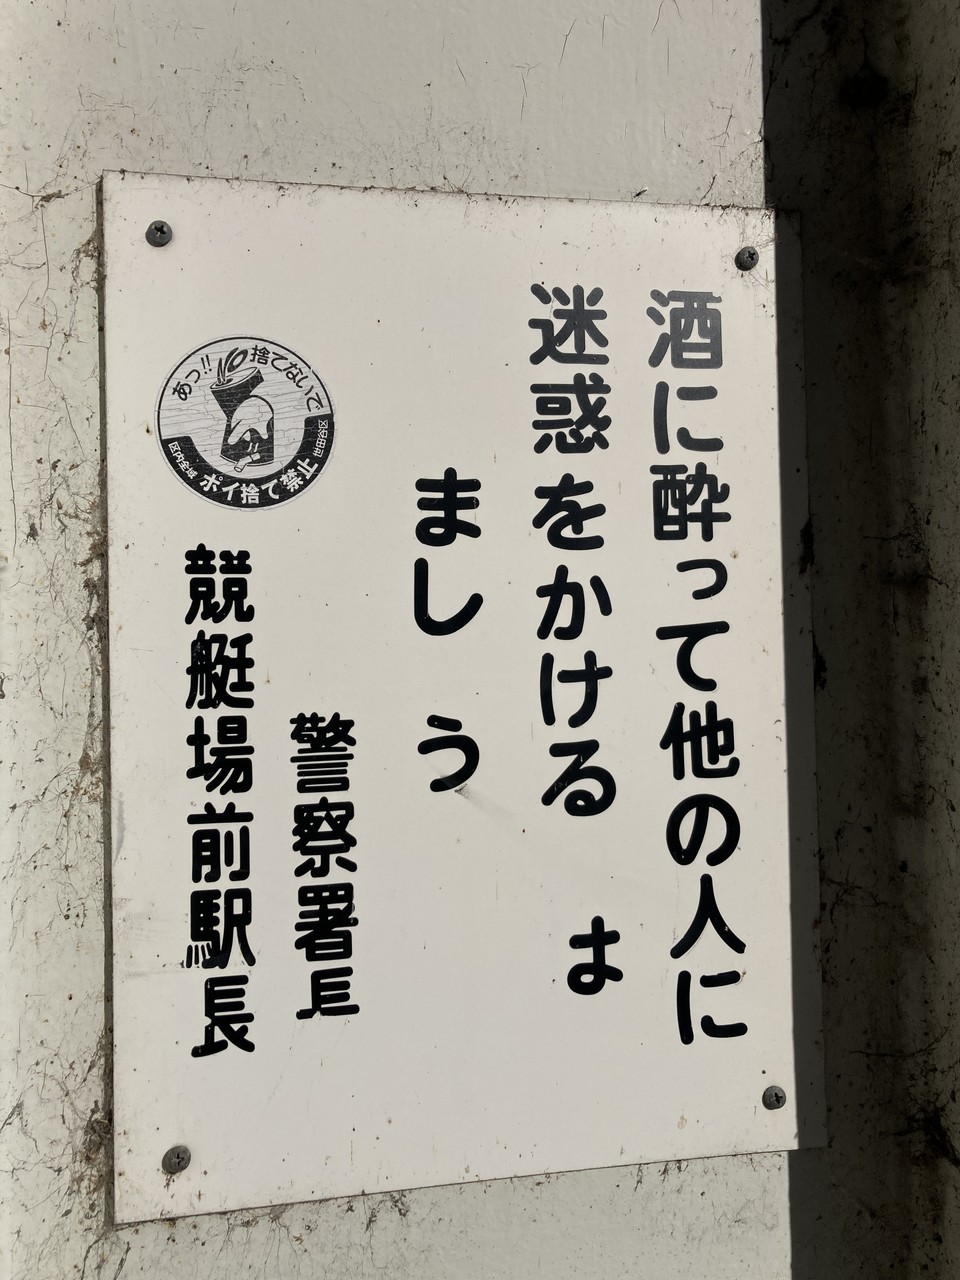 酒に酔って他の人に
迷惑をかける は
まし う
警察署長
競艇場前駅長
あっ!! 捨てないで
世田谷区
区内全域
ポイ捨て禁止